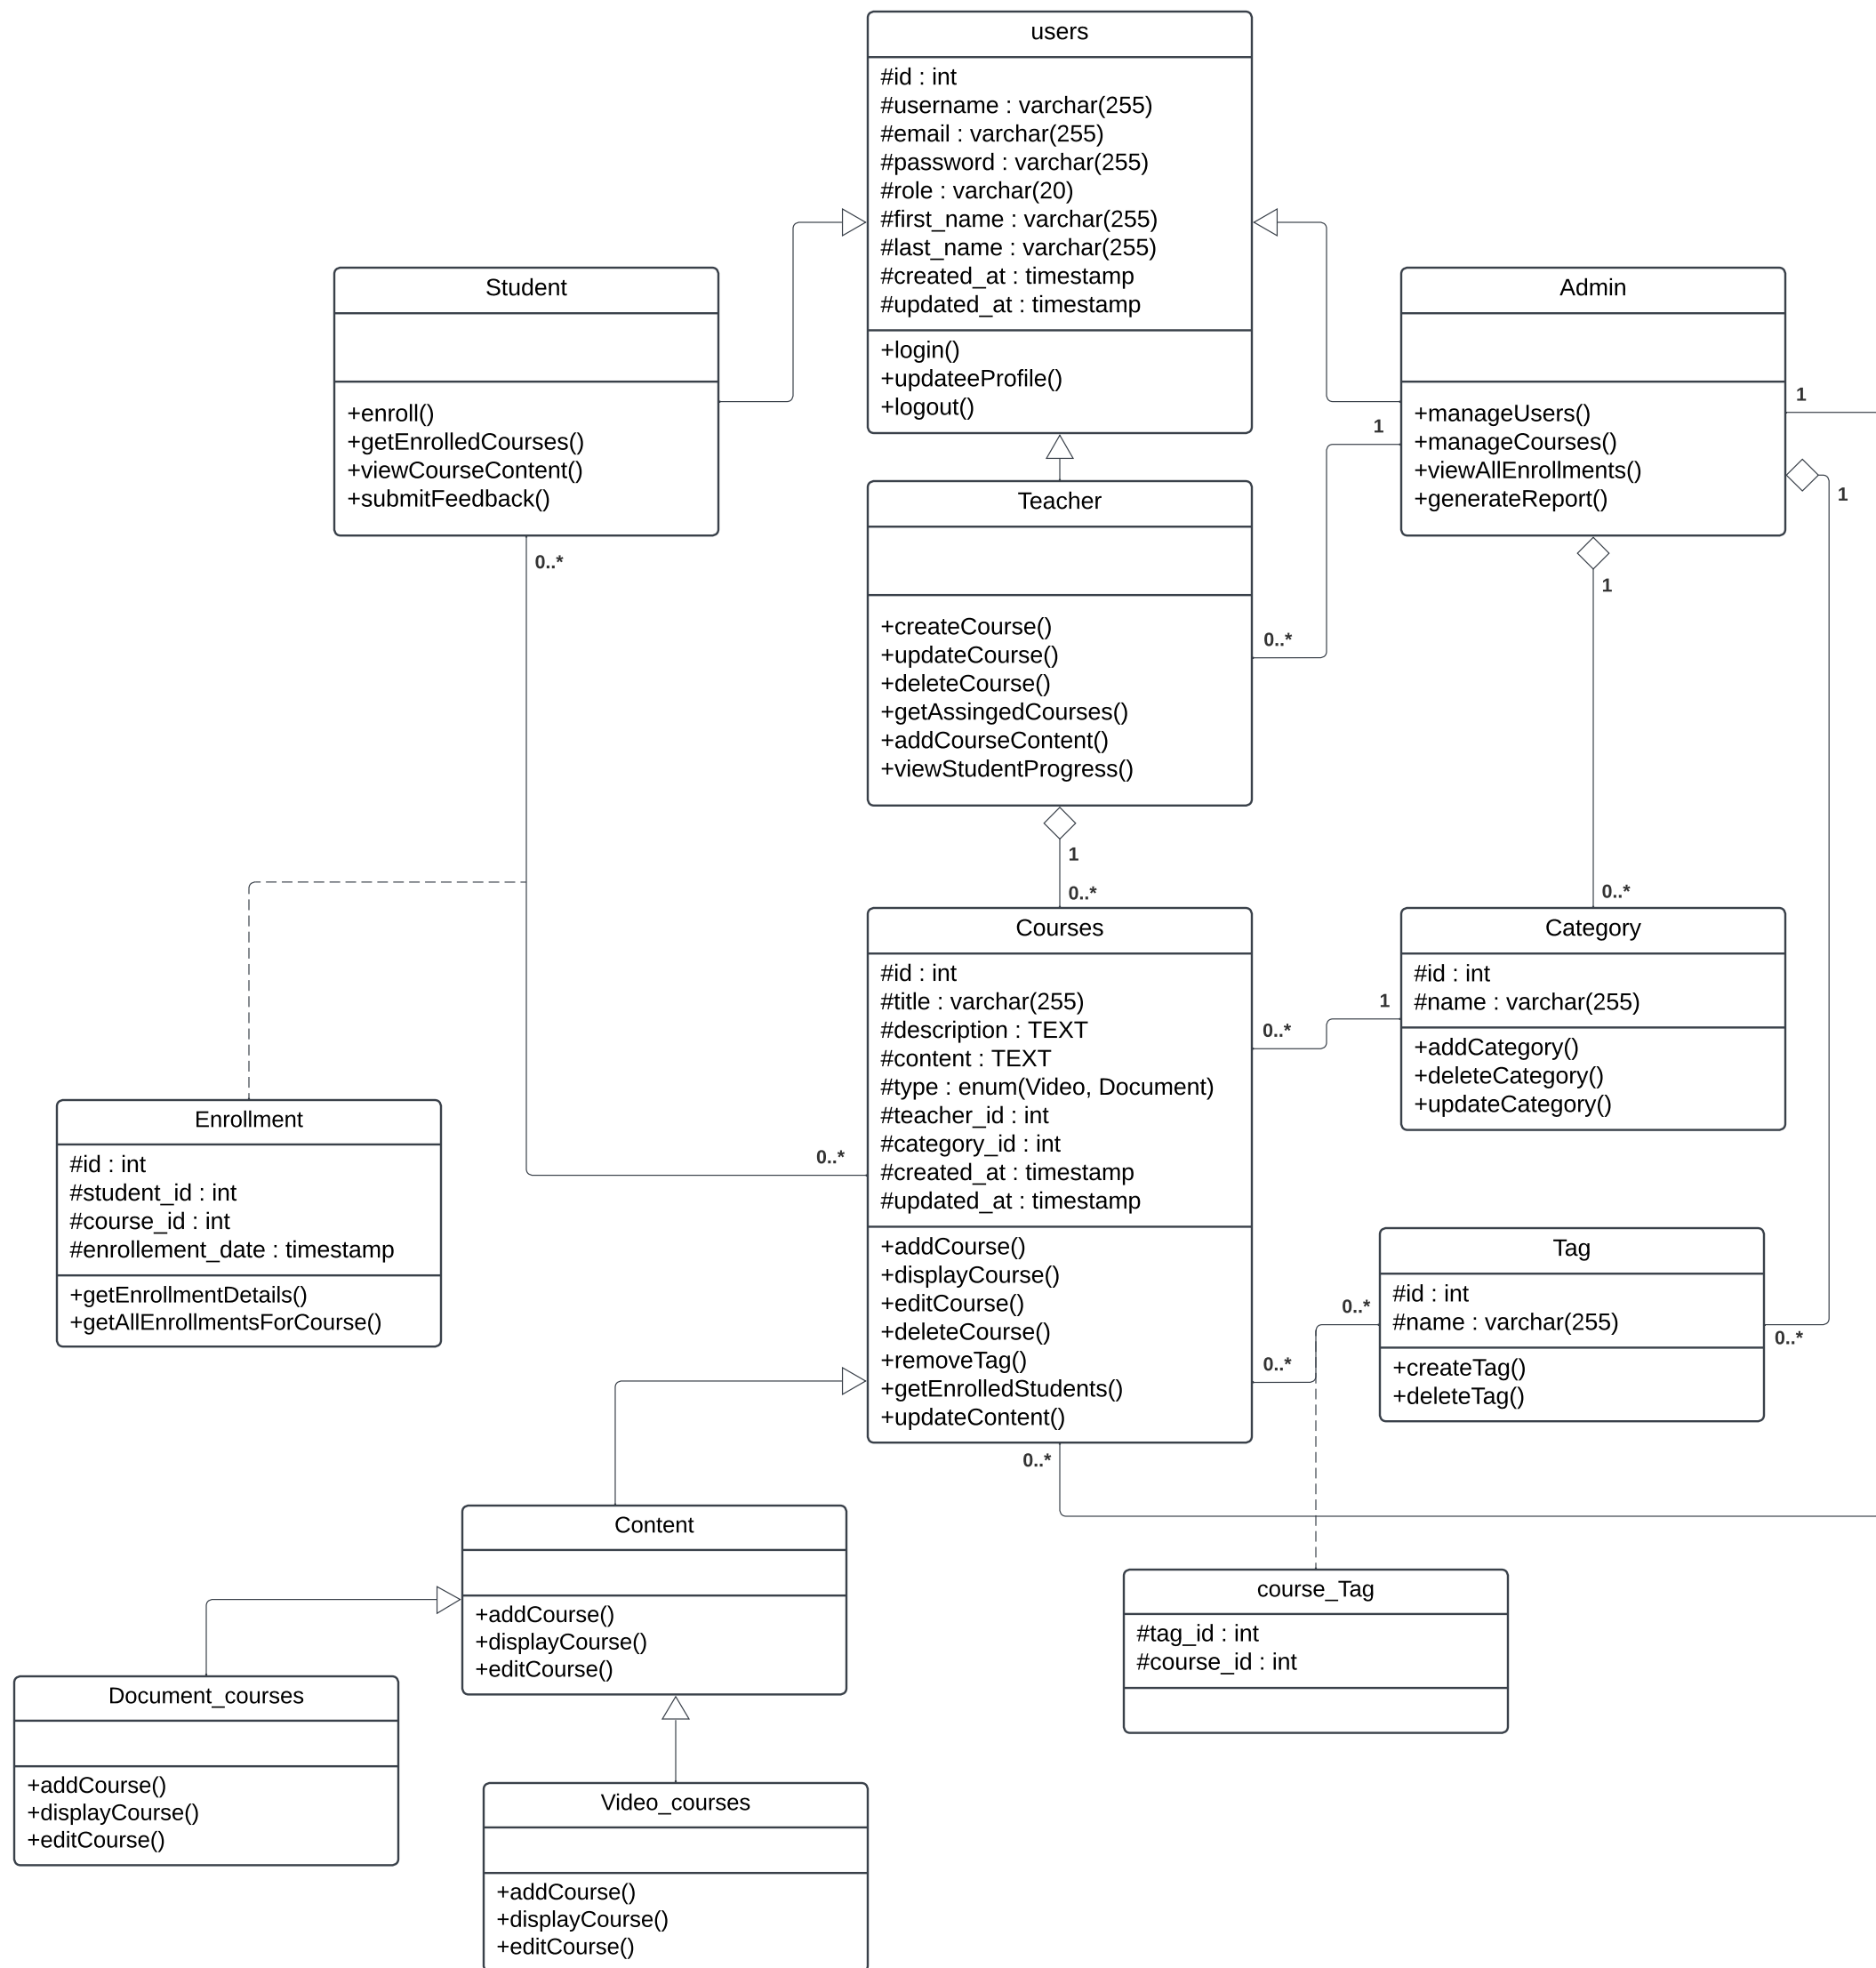 users
#id : int
#username : varchar(255)
#email : varchar(255)
#password : varchar(255)
#role : varchar(20)
#first_name : varchar(255)
#last_name : varchar(255)
#created_at : timestamp
#updated_at : timestamp
+login()
+updateeProfile()
+logout()
Student
+enroll()
+getEnrolledCourses()
+viewCourseContent()
+submitFeedback()
0..*
Admin
+manageUsers()
+manageCourses()
+viewAllEnrollments()
+generateReport()
1
1
1
1
Teacher
+createCourse()
+updateCourse()
+deleteCourse()
+getAssingedCourses()
+addCourseContent()
+viewStudentProgress()
0..*
1
0..*
0..*
Courses
#id : int
#title : varchar(255)
#description : TEXT
#content : TEXT
#type : enum(Video, Document)
#teacher_id : int
#category_id : int
#created_at : timestamp
#updated_at : timestamp
+addCourse()
+displayCourse()
+editCourse()
+deleteCourse()
+removeTag()
+getEnrolledStudents()
+updateContent()
0..*
0..*
0..*
0..*
Category
#id : int
#name : varchar(255)
+addCategory()
+deleteCategory()
+updateCategory()
1
Enrollment
#id : int
#student_id : int
#course_id : int
#enrollement_date : timestamp
+getEnrollmentDetails()
+getAllEnrollmentsForCourse()
Tag
#id : int
#name : varchar(255)
+createTag()
+deleteTag()
0..*
0..*
Content
+addCourse()
+displayCourse()
+editCourse()
course_Tag
#tag_id : int
#course_id : int
Document_courses
+addCourse()
+displayCourse()
+editCourse()
Video_courses
+addCourse()
+displayCourse()
+editCourse()